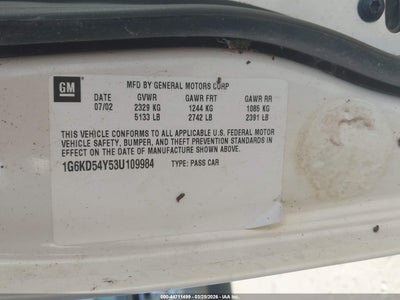 GM
MFD BY GENERAL MOTORS CORP
DATE GVWR GAWR FRT GAWR RR
07/02 2329 KG 1244 KG 1085 KG
5133 LB 2742 LB 2391 LB
THIS VEHICLE CONFORMS TO ALL APPLICABLE U.S. FEDERAL MOTOR
VEHICLE SAFETY, BUMPER, AND THEFT PREVENTION STANDARDS IN
EFFECT ON THE DATE OF MANUFACTURE SHOWN ABOVE.
1G6KD54Y53U109984 TYPE: PASS CAR
000-44711499 - 03/29/2026 - IAA Inc.